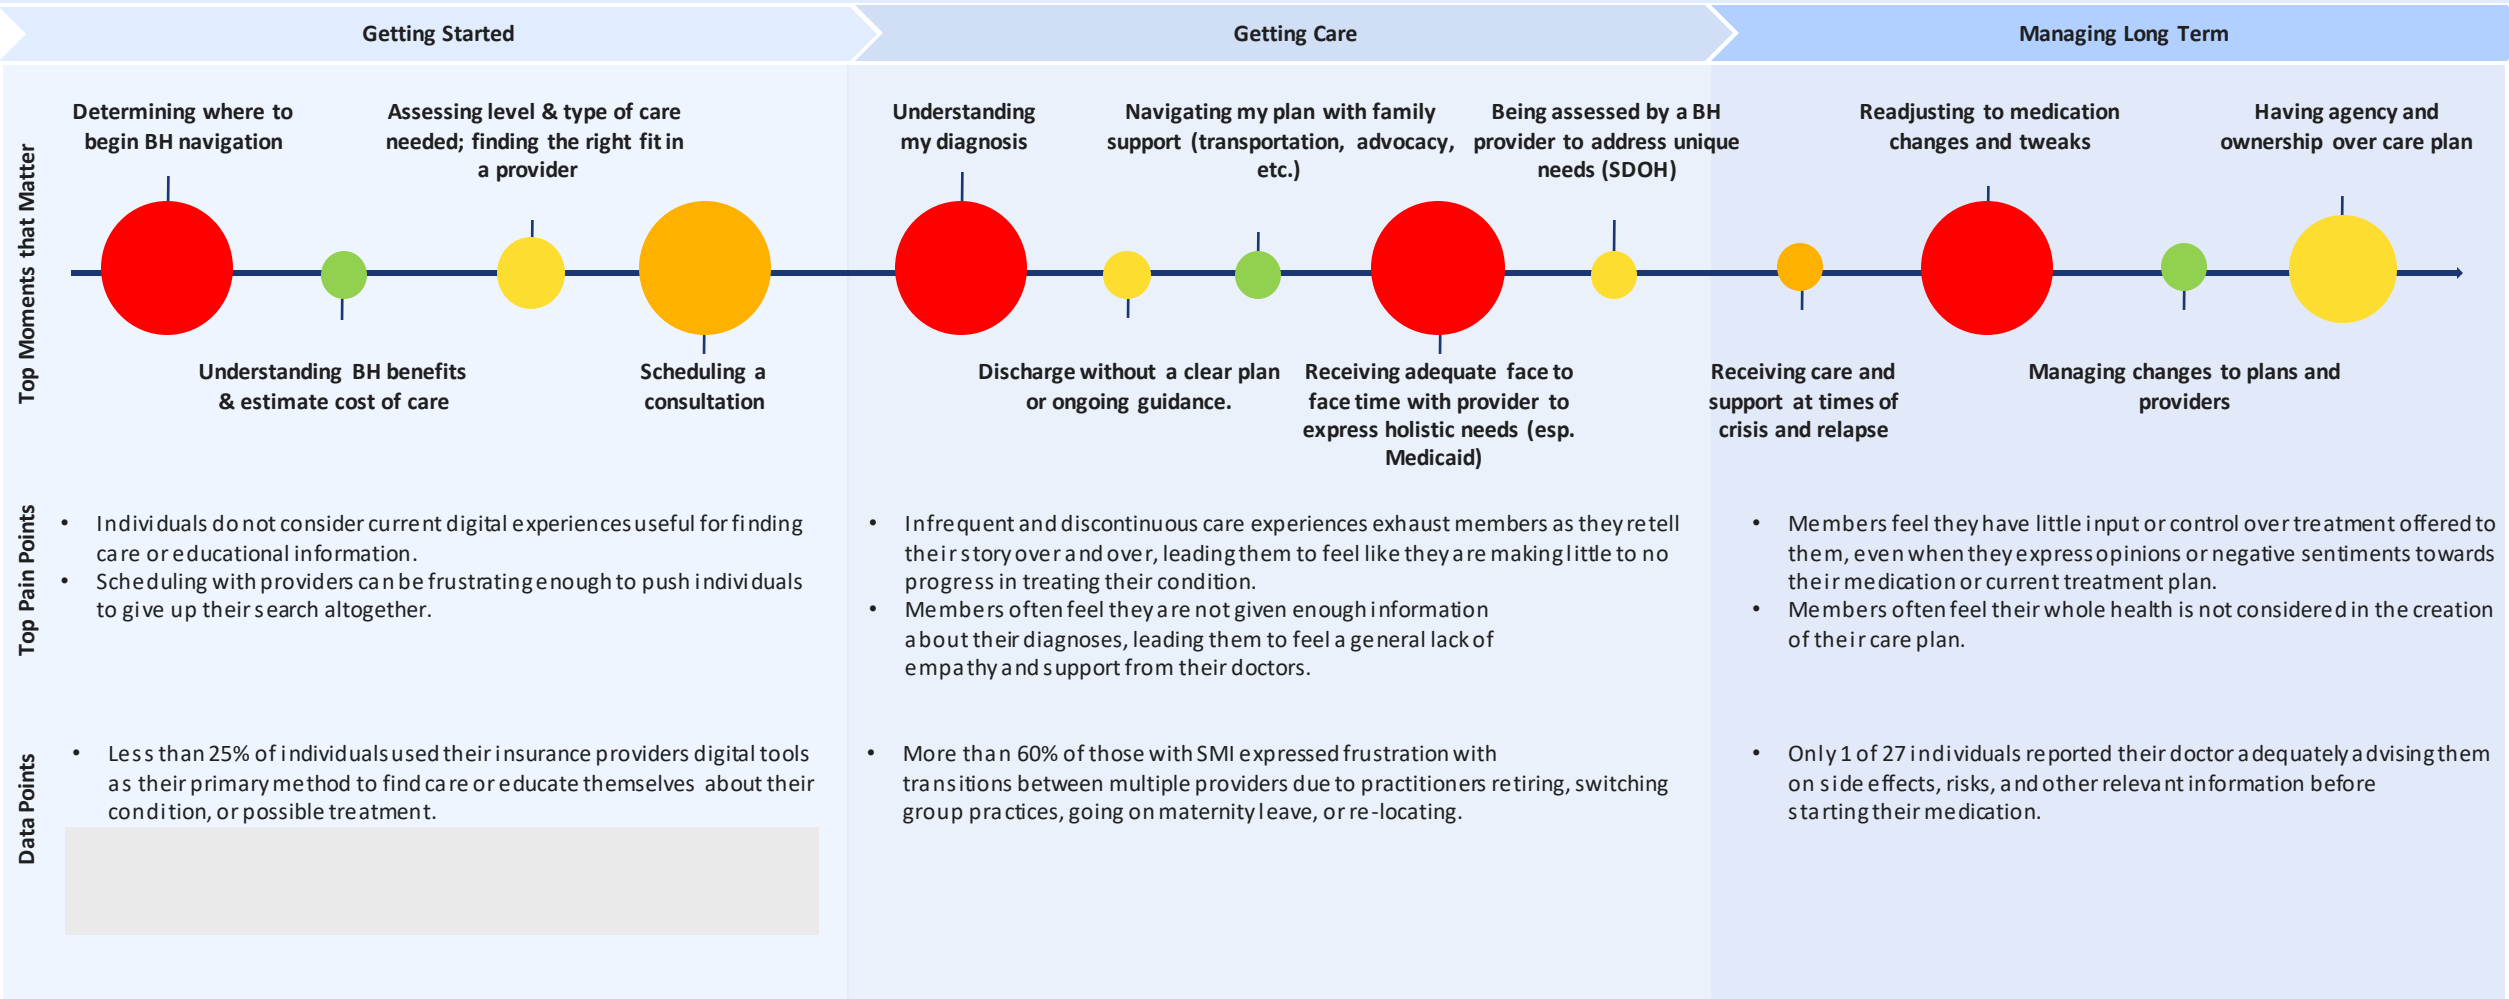 Getting Started
Getting Care
Managing Long Term
Top Moments that Matter
Determining where to
begin BH navigation
Assessing level & type of care
needed; finding the right fit in
a provider
Understanding
my diagnosis
Navigating my plan with family
support (transportation, advocacy,
etc.)
Being assessed by a BH
provider to address unique
needs (SDOH)
Readjusting to medication
changes and tweaks
Having agency and
ownership over care plan
Understanding BH benefits
& estimate cost of care
Scheduling a
consultation
Discharge without a clear plan
or ongoing guidance.
Receiving adequate face to
face time with provider to
express holistic needs (esp.
Medicaid)
Receiving care and
support at times of
crisis and relapse
Managing changes to plans and
providers
Top Pain Points
• Individuals do not consider current digital experiences useful for finding
care or educational information.
• Scheduling with providers can be frustrating enough to push individuals
to give up their search altogether.
• Infrequent and discontinuous care experiences exhaust members as they retell
their story over and over, leading them to feel like they are making little to no
progress in treating their condition.
• Members often feel they are not given enough information
about their diagnoses, leading them to feel a general lack of
empathy and support from their doctors.
• Members feel they have little input or control over treatment offered to
them, even when they express opinions or negative sentiments towards
their medication or current treatment plan.
• Members often feel their whole health is not considered in the creation
of their care plan.
Data Points
• Less than 25% of individuals used their insurance providers digital tools
as their primary method to find care or educate themselves about their
condition, or possible treatment.
• More than 60% of those with SMI expressed frustration with
transitions between multiple providers due to practitioners retiring, switching
group practices, going on maternity leave, or re-locating.
• Only 1 of 27 individuals reported their doctor adequately advising them
on side effects, risks, and other relevant information before
starting their medication.